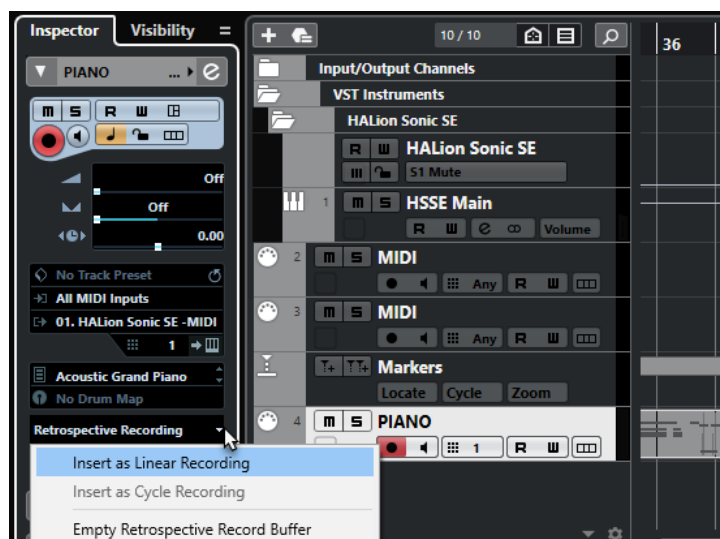 Inspector Visibility
PIANO ...
m S R W
Off
Off
0.00
No Track Preset
All MIDI Inputs
01. HALion Sonic SE -MIDI
1
Acoustic Grand Piano
No Drum Map
Retrospective Recording
Insert as Linear Recording
Insert as Cycle Recording
Empty Retrospective Record Buffer
10 / 10
Input/Output Channels
VST Instruments
HALion Sonic SE
R W HALion Sonic SE
S1 Mute
1 m S HSSE Main
R W e Volume
2 m S MIDI
Any R W
3 m S MIDI
Any R W
Markers
Locate Cycle Zoom
4 m S PIANO
1 R W
36